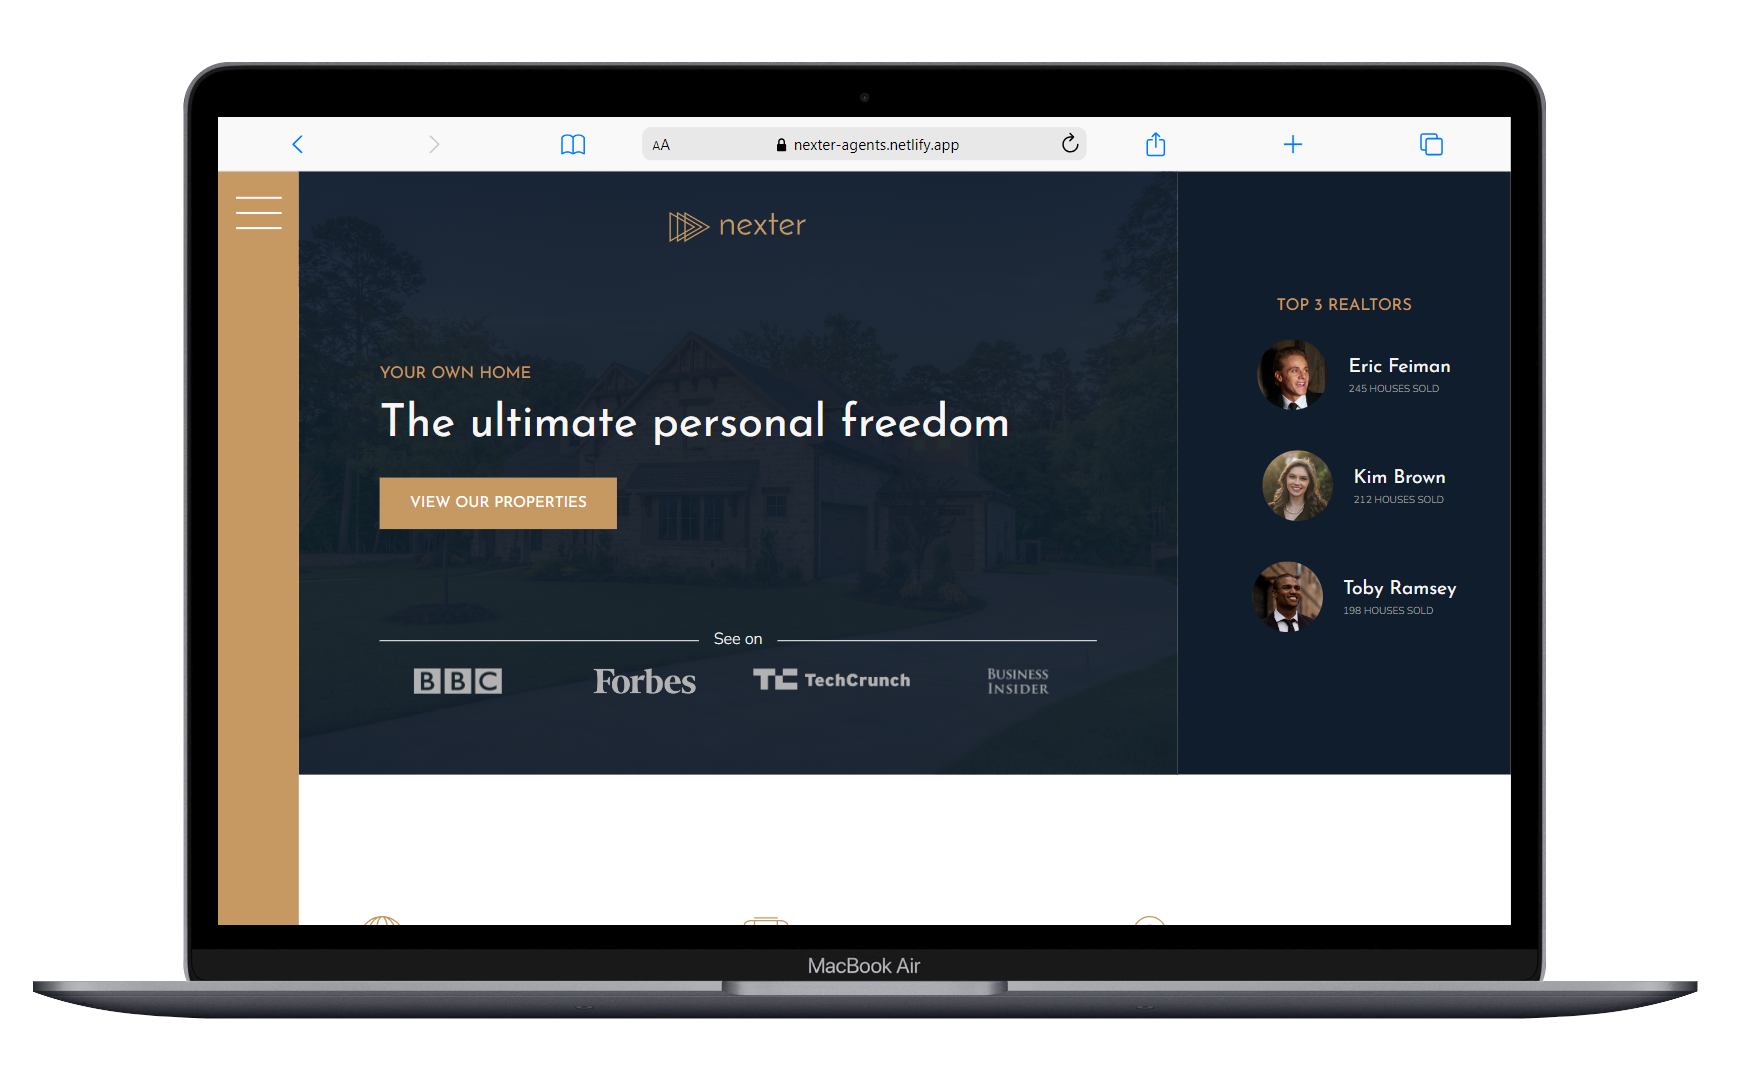 AA
nexter-agents.netlify.app
nexter
YOUR OWN HOME
The ultimate personal freedom
VIEW OUR PROPERTIES
See on
BBC
Forbes
TC TechCrunch
BUSINESS
INSIDER
TOP 3 REALTORS
Eric Feiman
245 HOUSES SOLD
Kim Brown
212 HOUSES SOLD
Toby Ramsey
198 HOUSES SOLD
MacBook Air